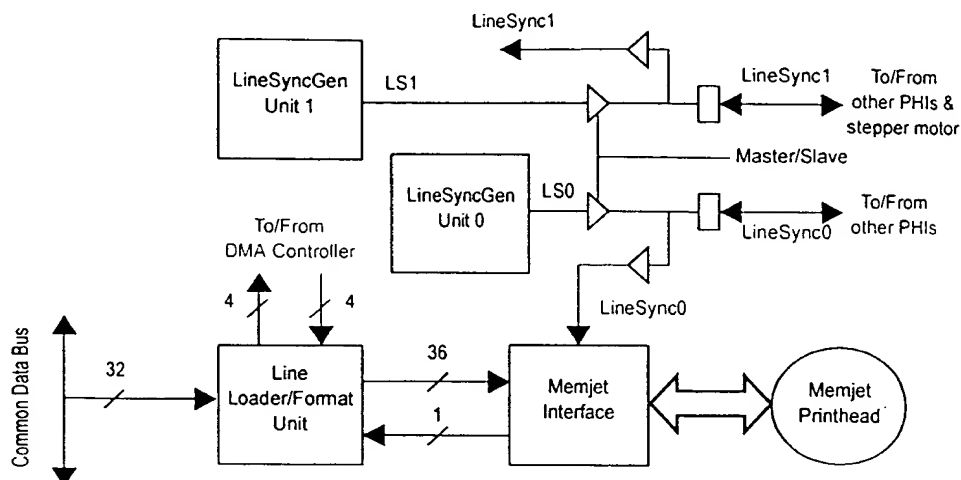 LineSync1
LineSyncGen
Unit 1
LS1
LineSync1
To/From
other PHIs &
stepper motor
Master/Slave
LineSyncGen
Unit 0
LS0
LineSync0
To/From
other PHIs
To/From
DMA Controller
4
4
LineSync0
Common Data Bus
32
Line
Loader/Format
Unit
36
1
Memjet
Interface
Memjet
Printhead